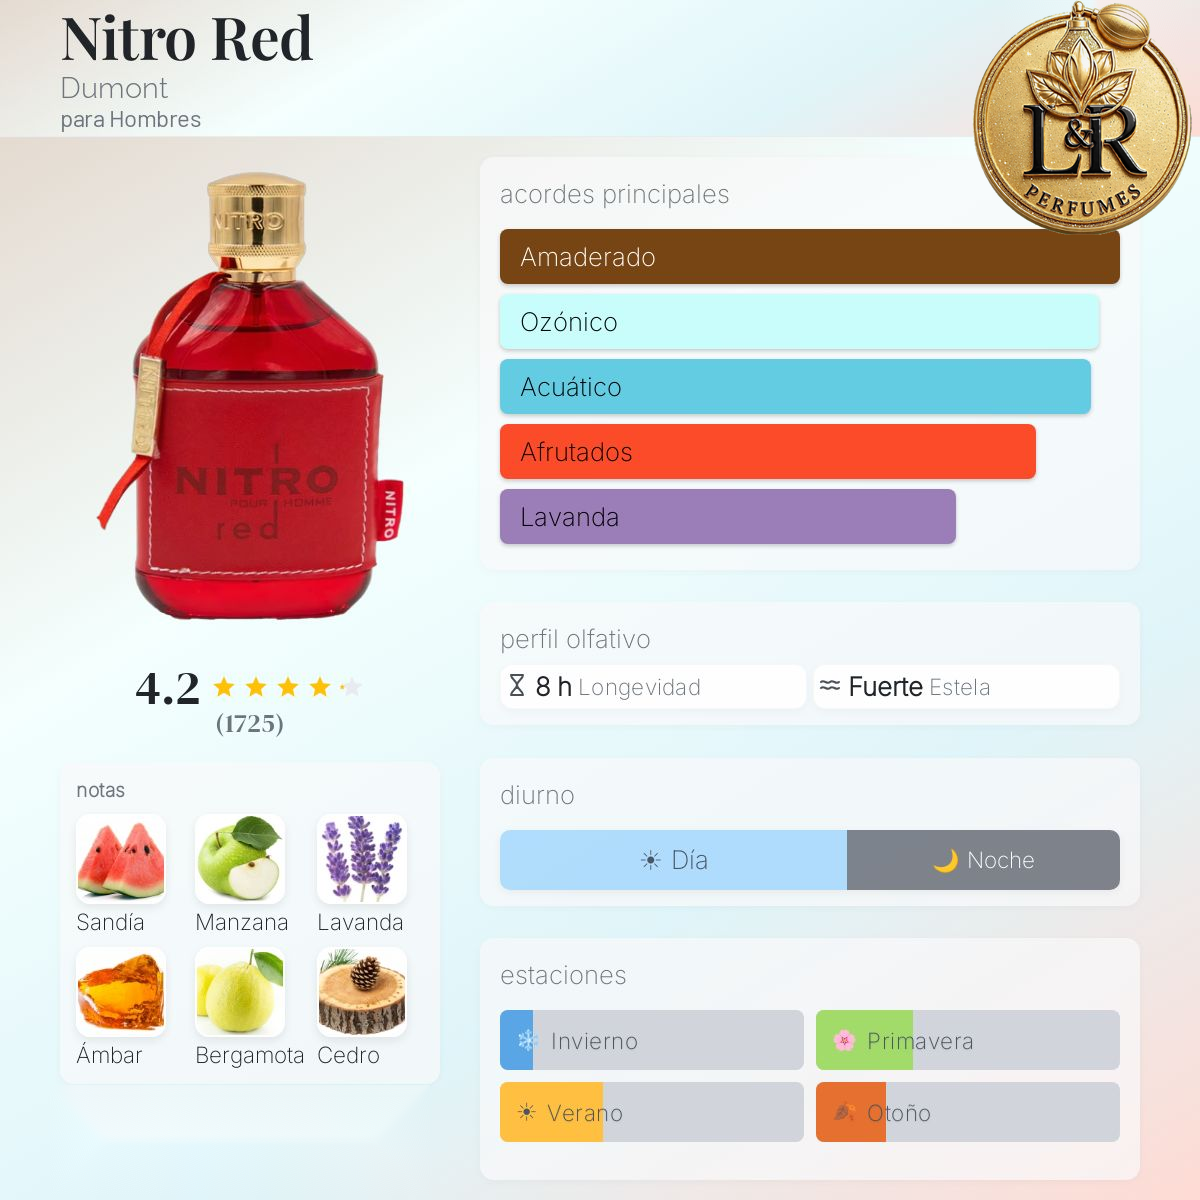 Nitro Red
Dumont
para Hombres
L&R
PERFUMES
NITRO
NITRO
POUR HOMME
red
NITRO
4.2
(1725)
notas
Sandía
Manzana
Lavanda
Ámbar
Bergamota
Cedro
acordes principales
Amaderado
Ozónico
Acuático
Afrutados
Lavanda
perfil olfativo
8 h Longevidad
Fuerte Estela
diurno
Día
Noche
estaciones
Invierno
Primavera
Verano
Otoño